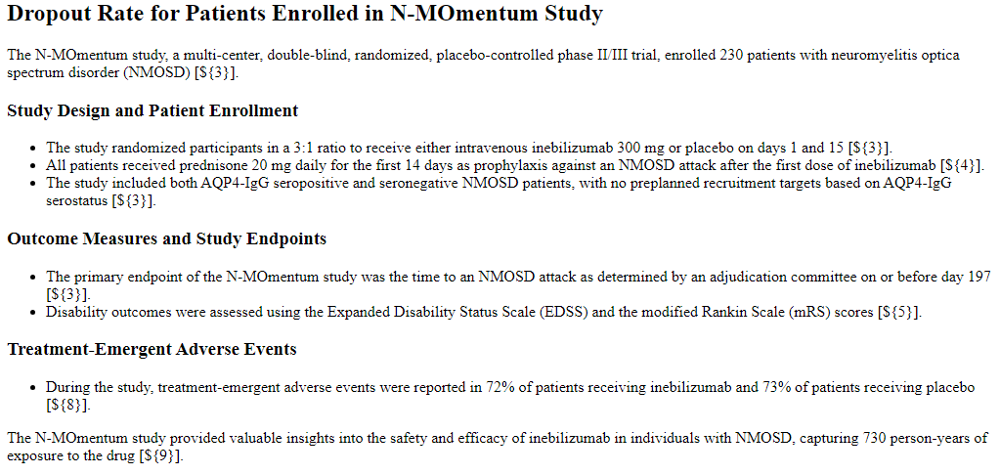 Dropout Rate for Patients Enrolled in N-MOmentum Study
The N-MOmentum study, a multi-center, double-blind, randomized, placebo-controlled phase II/III trial, enrolled 230 patients with neuromyelitis optica
spectrum disorder (NMOSD) [${3}].
Study Design and Patient Enrollment
• The study randomized participants in a 3:1 ratio to receive either intravenous inebilizumab 300 mg or placebo on days 1 and 15 [${3}].
• All patients received prednisone 20 mg daily for the first 14 days as prophylaxis against an NMOSD attack after the first dose of inebilizumab [${4}].
• The study included both AQP4-IgG seropositive and seronegative NMOSD patients, with no preplanned recruitment targets based on AQP4-IgG
serostatus [${3}].
Outcome Measures and Study Endpoints
• The primary endpoint of the N-MOmentum study was the time to an NMOSD attack as determined by an adjudication committee on or before day 197
[${3}].
• Disability outcomes were assessed using the Expanded Disability Status Scale (EDSS) and the modified Rankin Scale (mRS) scores [${5}].
Treatment-Emergent Adverse Events
• During the study, treatment-emergent adverse events were reported in 72% of patients receiving inebilizumab and 73% of patients receiving placebo
[${8}].
The N-MOmentum study provided valuable insights into the safety and efficacy of inebilizumab in individuals with NMOSD, capturing 730 person-years of
exposure to the drug [${9}].